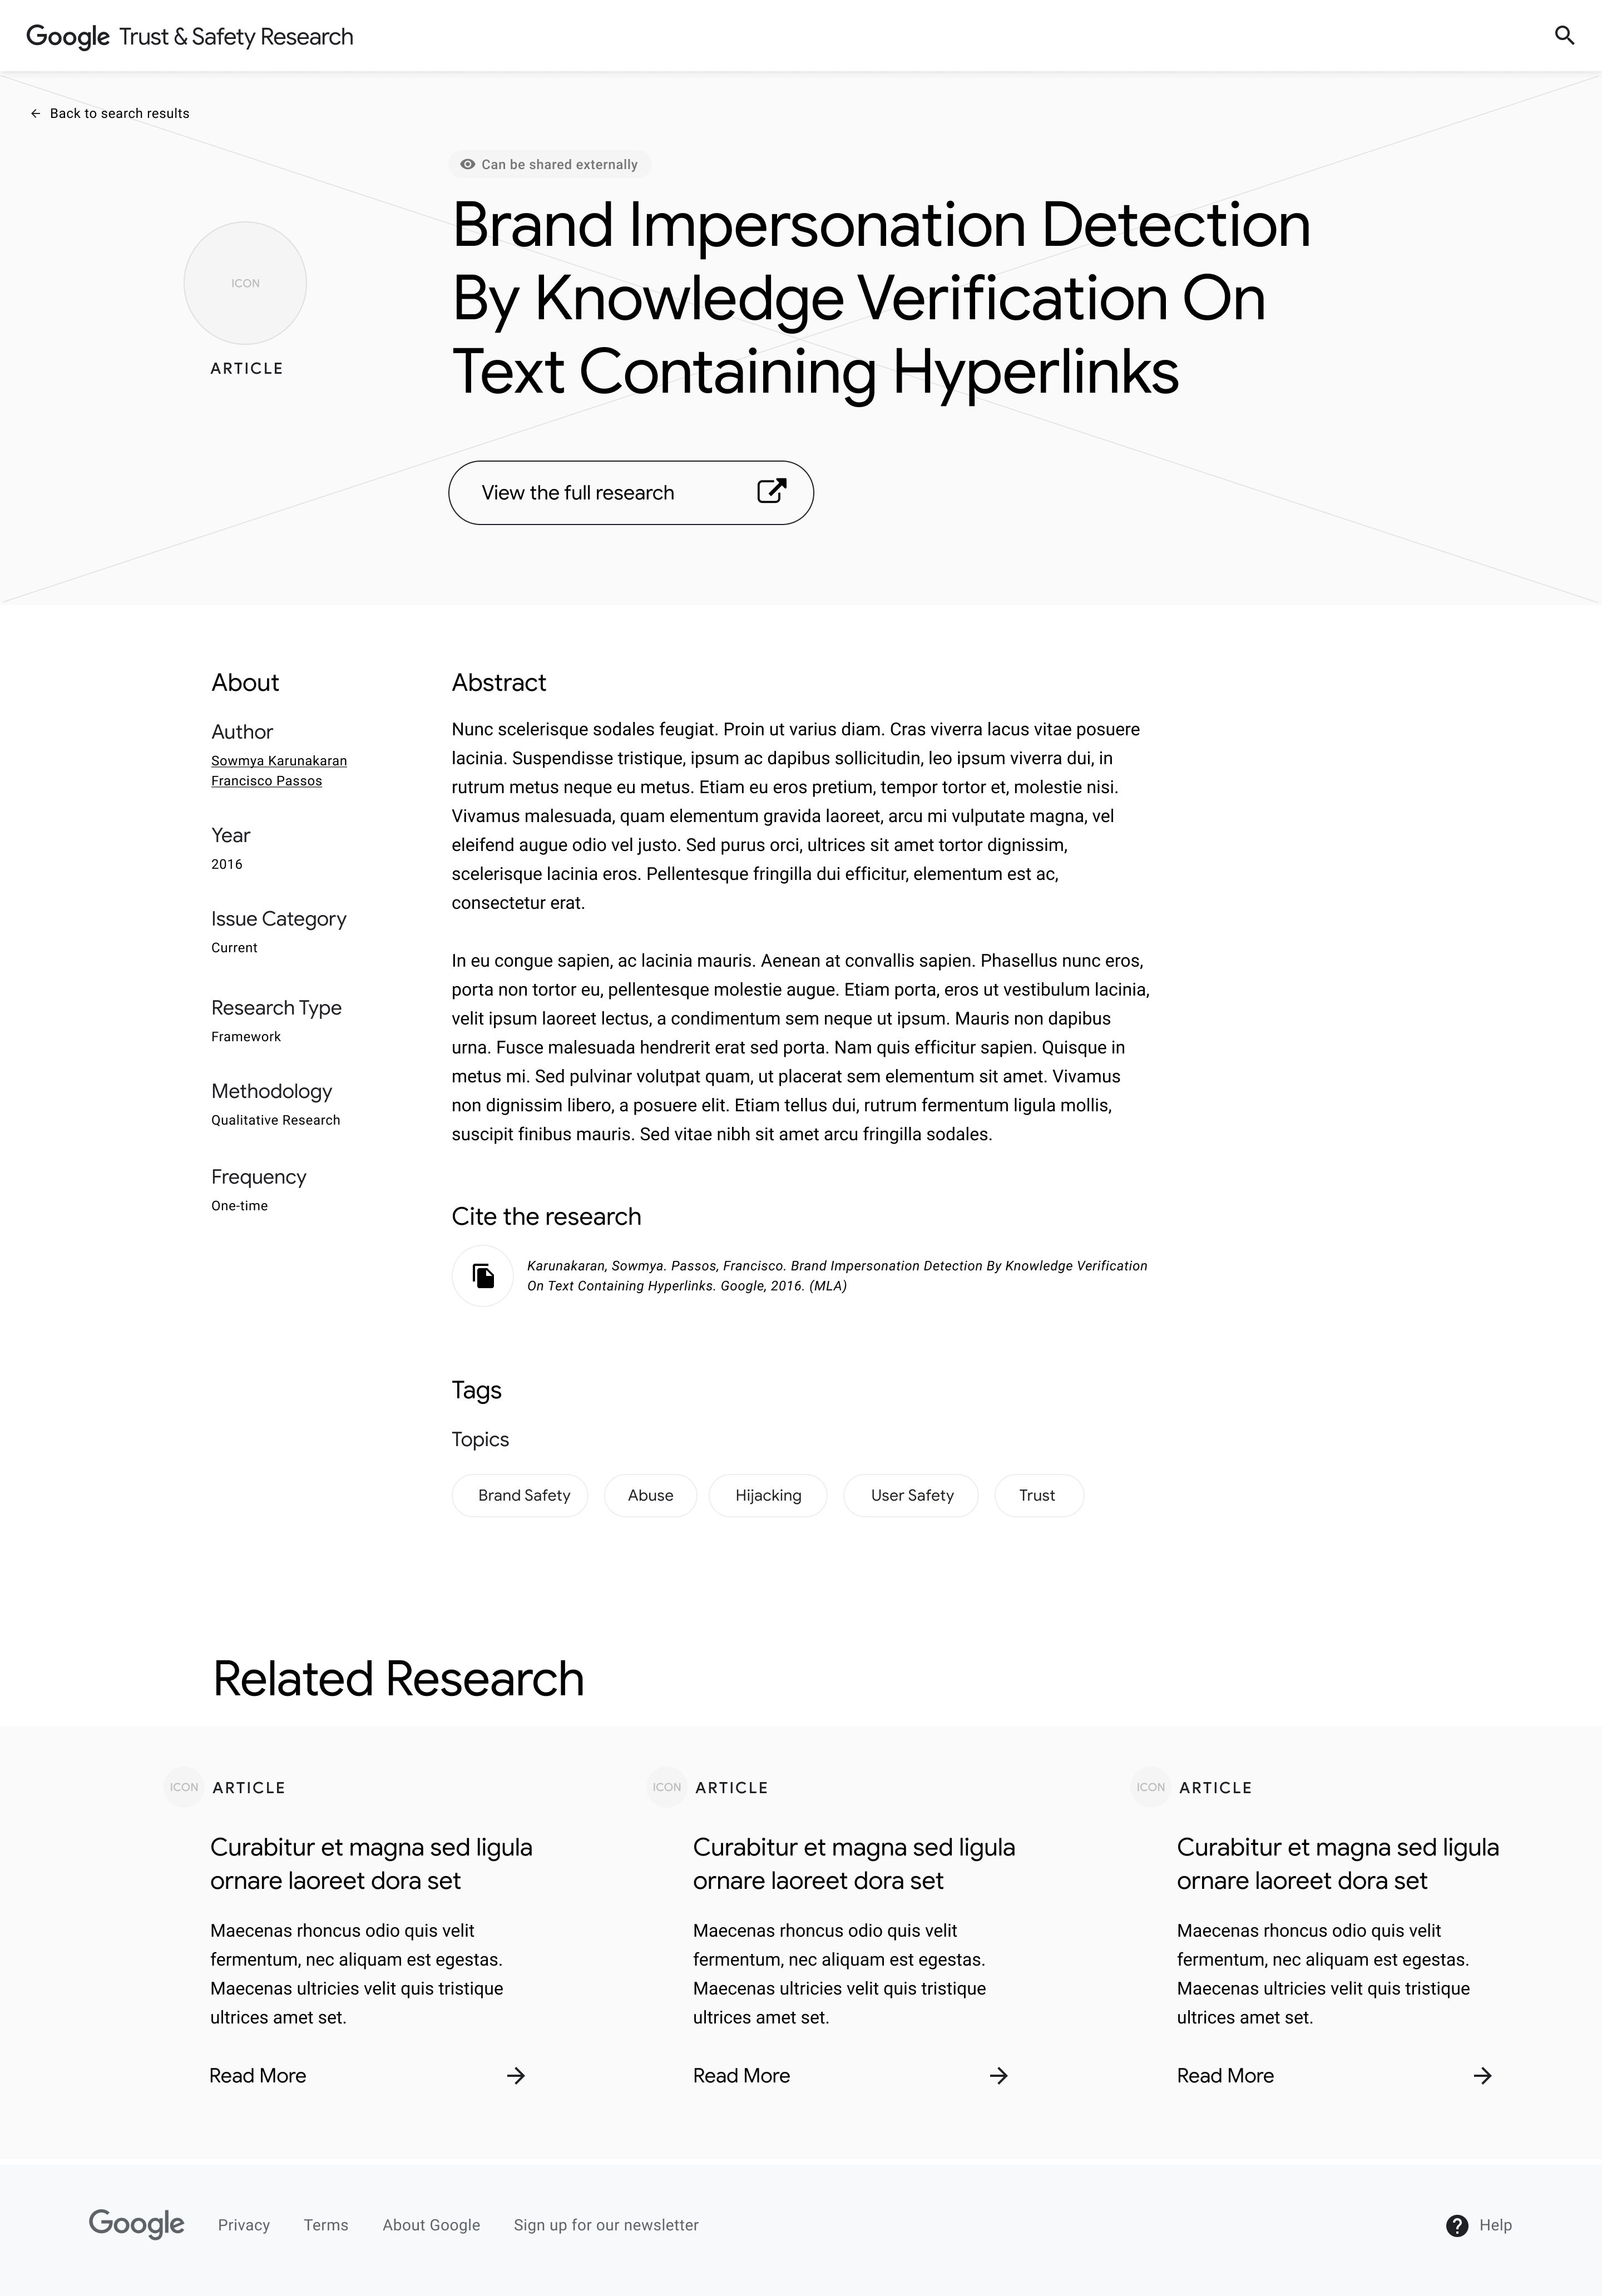 Google Trust & Safety Research
Back to search results
Can be shared externally
Brand Impersonation Detection
By Knowledge Verification On
Text Containing Hyperlinks
ICON
ARTICLE
View the full research
About
Author
Sowmya Karunakaran
Francisco Passos
Year
2016
Issue Category
Current
Research Type
Framework
Methodology
Qualitative Research
Frequency
One-time
Abstract
Nunc scelerisque sodales feugiat. Proin ut varius diam. Cras viverra lacus vitae posuere
lacinia. Suspendisse tristique, ipsum ac dapibus sollicitudin, leo ipsum viverra dui, in
rutrum metus neque eu metus. Etiam eu eros pretium, tempor tortor et, molestie nisi.
Vivamus malesuada, quam elementum gravida laoreet, arcu mi vulputate magna, vel
eleifend augue odio vel justo. Sed purus orci, ultrices sit amet tortor dignissim,
scelerisque lacinia eros. Pellentesque fringilla dui efficitur, elementum est ac,
consectetur erat.
In eu congue sapien, ac lacinia mauris. Aenean at convallis sapien. Phasellus nunc eros,
porta non tortor eu, pellentesque molestie augue. Etiam porta, eros ut vestibulum lacinia,
velit ipsum laoreet lectus, a condimentum sem neque ut ipsum. Mauris non dapibus
urna. Fusce malesuada hendrerit erat sed porta. Nam quis efficitur sapien. Quisque in
metus mi. Sed pulvinar volutpat quam, ut placerat sem elementum sit amet. Vivamus
non dignissim libero, a posuere elit. Etiam tellus dui, rutrum fermentum ligula mollis,
suscipit finibus mauris. Sed vitae nibh sit amet arcu fringilla sodales.
Cite the research
Karunakaran, Sowmya. Passos, Francisco. Brand Impersonation Detection By Knowledge Verification
On Text Containing Hyperlinks. Google, 2016. (MLA)
Tags
Topics
Brand Safety
Abuse
Hijacking
User Safety
Trust
Related Research
ICON ARTICLE
Curabitur et magna sed ligula
ornare laoreet dora set
Maecenas rhoncus odio quis velit
fermentum, nec aliquam est egestas.
Maecenas ultricies velit quis tristique
ultrices amet set.
Read More
ICON ARTICLE
Curabitur et magna sed ligula
ornare laoreet dora set
Maecenas rhoncus odio quis velit
fermentum, nec aliquam est egestas.
Maecenas ultricies velit quis tristique
ultrices amet set.
Read More
ICON ARTICLE
Curabitur et magna sed ligula
ornare laoreet dora set
Maecenas rhoncus odio quis velit
fermentum, nec aliquam est egestas.
Maecenas ultricies velit quis tristique
ultrices amet set.
Read More
Google
Privacy
Terms
About Google
Sign up for our newsletter
Help